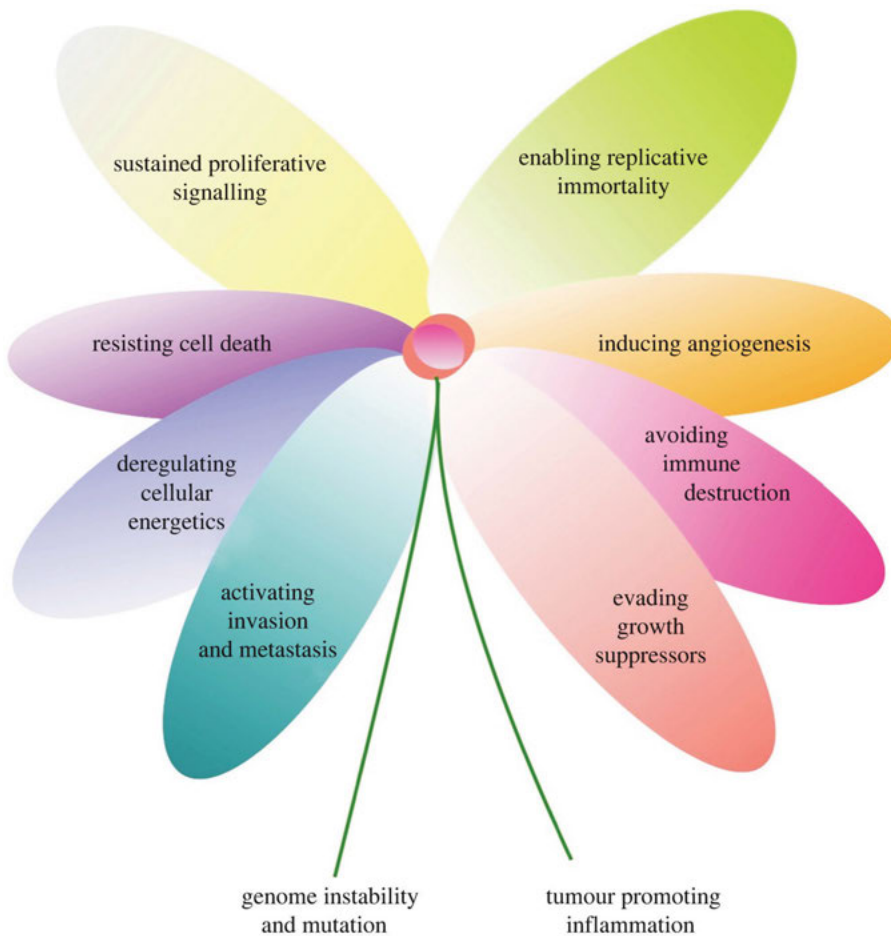 sustained proliferative
signalling
enabling replicative
immortality
resisting cell death
inducing angiogenesis
deregulating
cellular
energetics
avoiding
immune
destruction
activating
invasion
and metastasis
evading
growth
suppressors
genome instability
and mutation
tumour promoting
inflammation